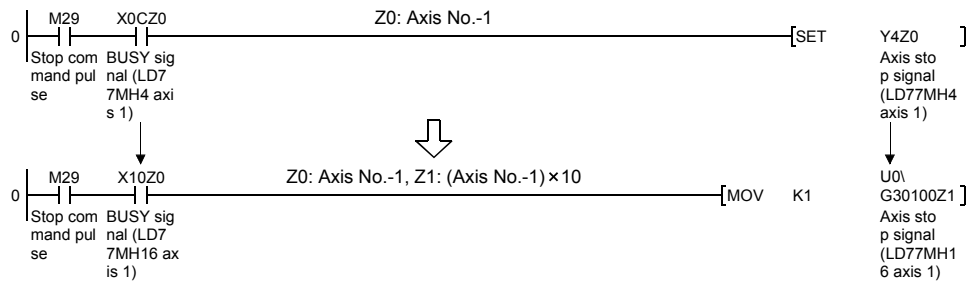 M29 X0CZ0 Z0: Axis No.-1
0 [SET Y4Z0 ]
Stop com BUSY sig Axis sto
mand pul nal (LD7 p signal
se 7MH4 axi (LD77MH4
s 1) axis 1)
M29 X10Z0 Z0: Axis No.-1, Z1: (Axis No.-1)×10 U0\
0 [MOV K1 G30100Z1 ]
Stop com BUSY sig Axis sto
mand pul nal (LD7 p signal
se 7MH16 ax (LD77MH1
is 1) 6 axis 1)